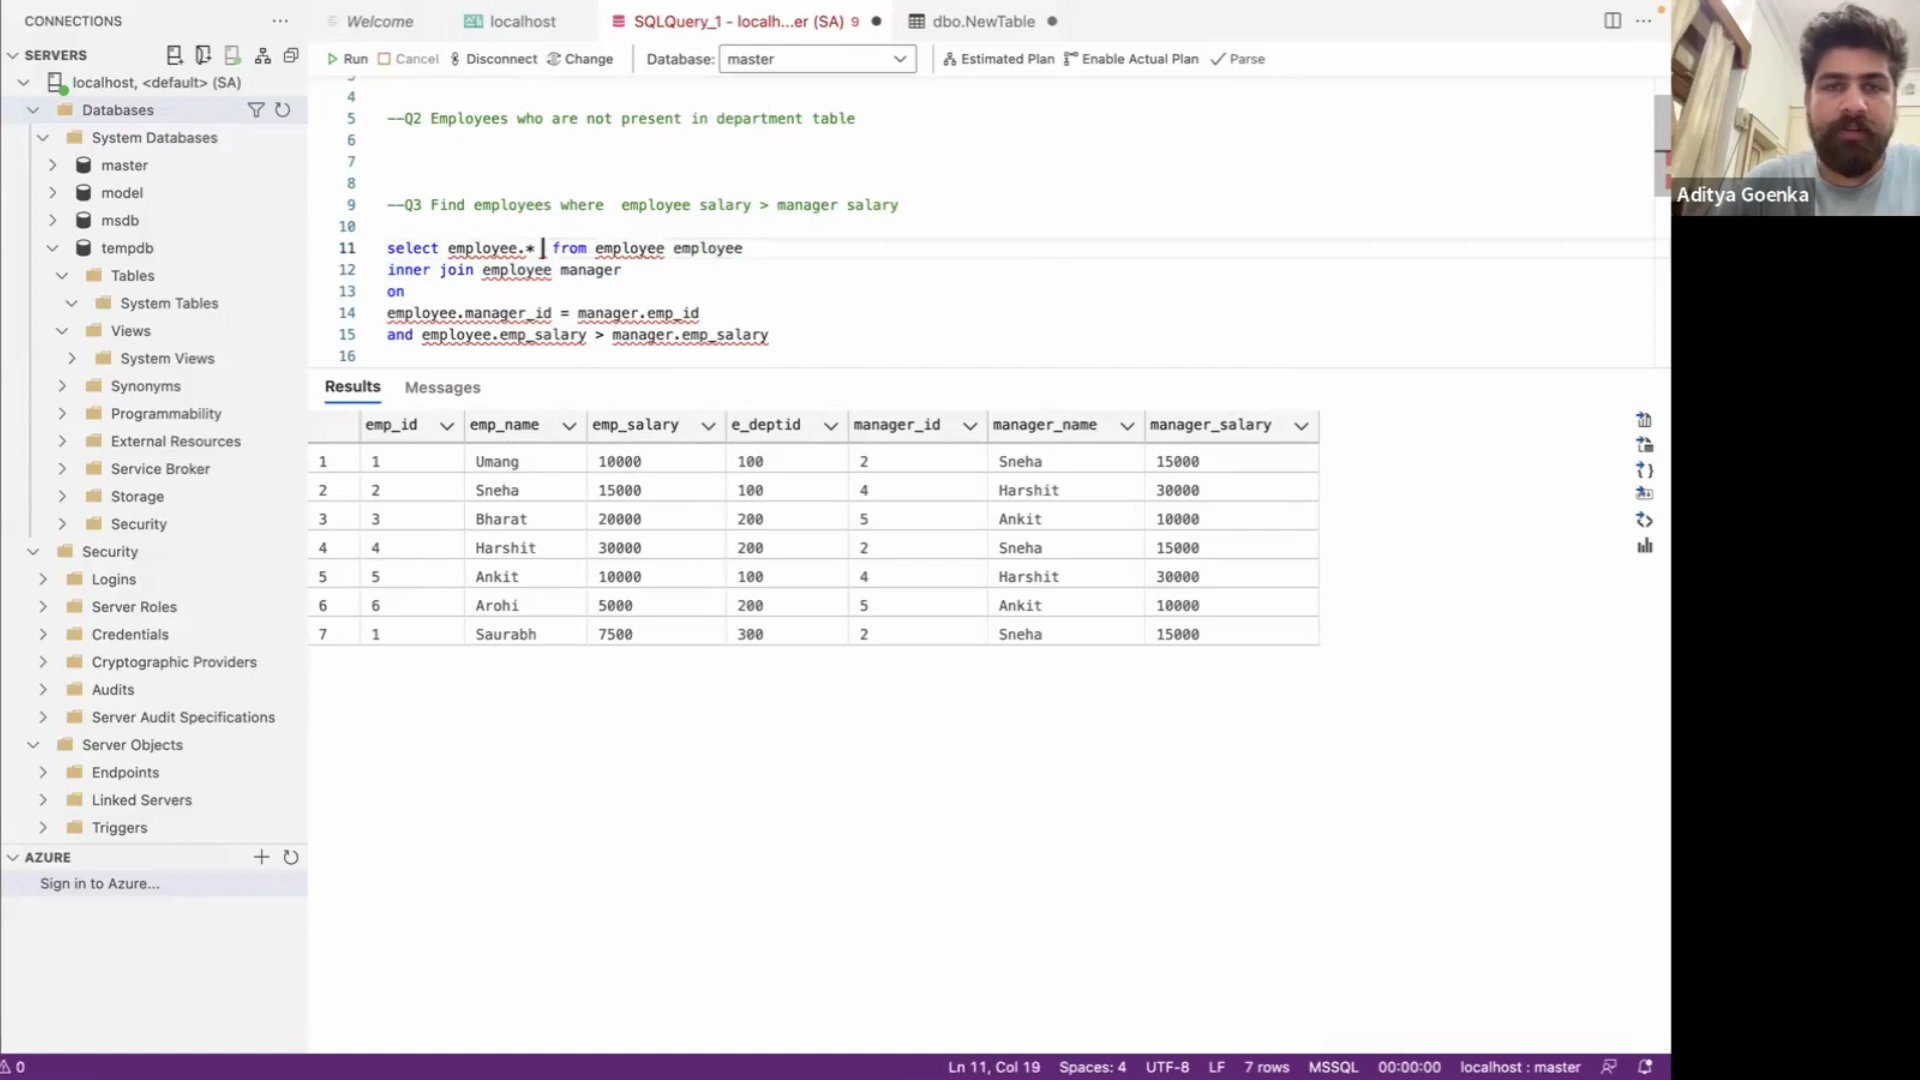 CONNECTIONS
Welcome
localhost
SQLQuery_1 - localh...er (SA) 9
dbo.NewTable
SERVERS
Run
Cancel
Disconnect
Change
Database:
master
Estimated Plan
Enable Actual Plan
Parse
localhost, <default> (SA)
Databases
System Databases
master
model
msdb
tempdb
Tables
System Tables
Views
System Views
Synonyms
Programmability
External Resources
Service Broker
Storage
Security
Security
Logins
Server Roles
Credentials
Cryptographic Providers
Audits
Server Audit Specifications
Server Objects
Endpoints
Linked Servers
Triggers
AZURE
Sign in to Azure...
4
5 --Q2 Employees who are not present in department table
6
7
8
9 --Q3 Find employees where  employee salary > manager salary
10
11 select employee.* from employee employee
12 inner join employee manager
13 on
14 employee.manager_id = manager.emp_id
15 and employee.emp_salary > manager.emp_salary
16
Results Messages
emp_id emp_name emp_salary e_deptid manager_id manager_name manager_salary
1 1 Umang 10000 100 2 Sneha 15000
2 2 Sneha 15000 100 4 Harshit 30000
3 3 Bharat 20000 200 5 Ankit 10000
4 4 Harshit 30000 200 2 Sneha 15000
5 5 Ankit 10000 100 4 Harshit 30000
6 6 Arohi 5000 200 5 Ankit 10000
7 1 Saurabh 7500 300 2 Sneha 15000
Aditya Goenka
0
Ln 11, Col 19 Spaces: 4 UTF-8 LF 7 rows MSSQL 00:00:00 localhost : master